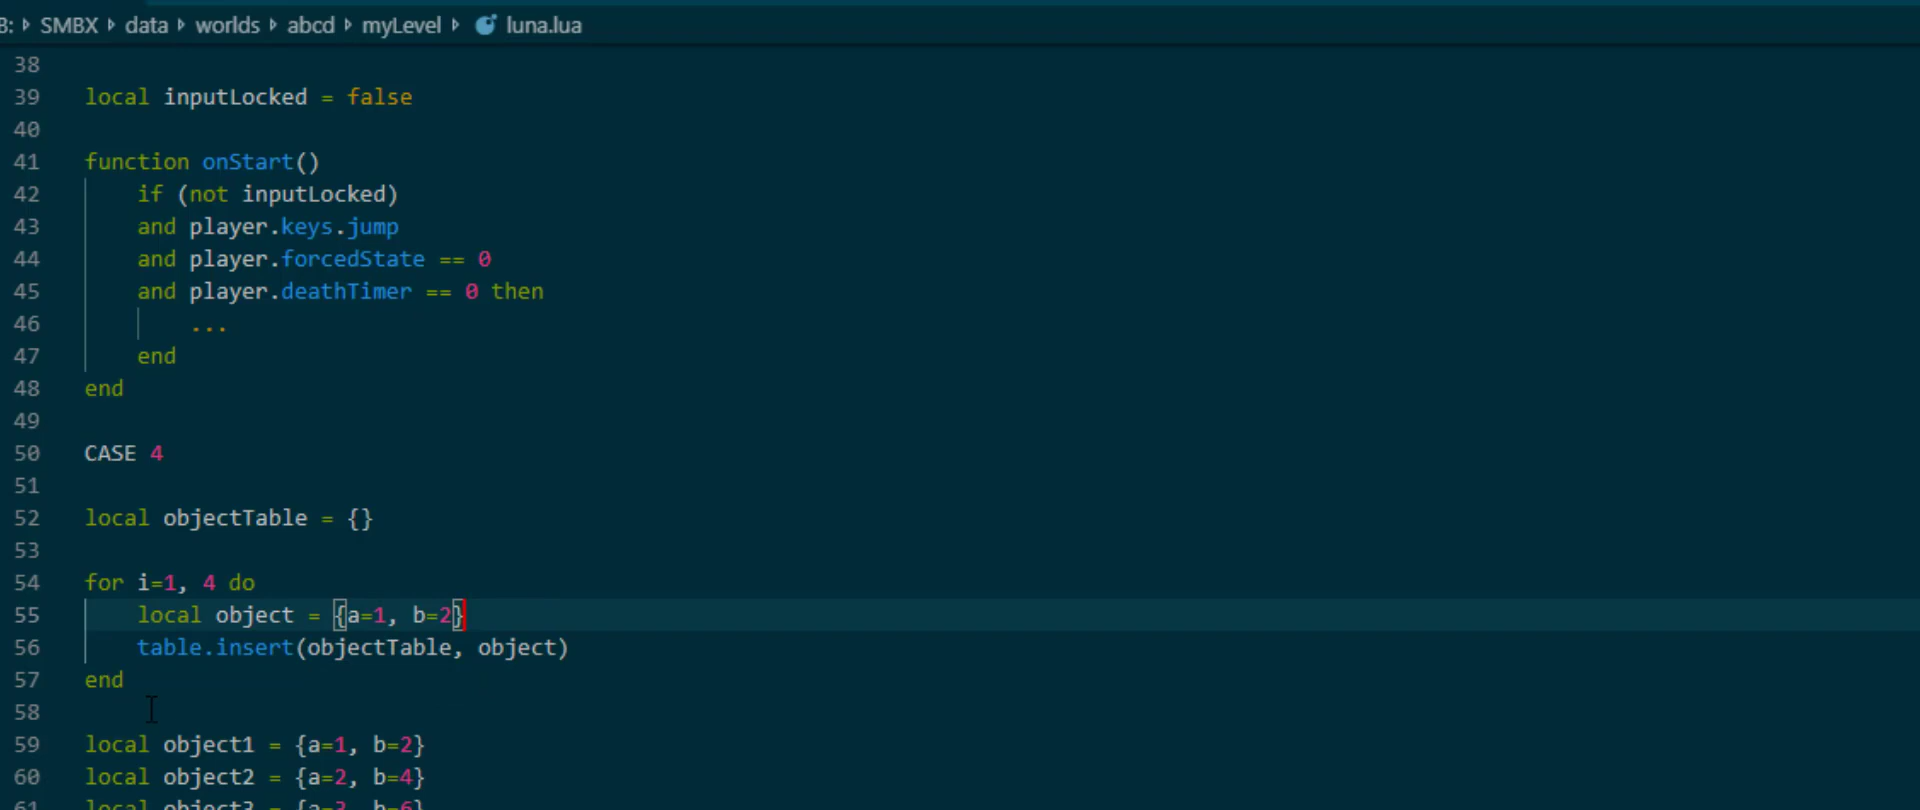 B: SMBX data worlds abcd myLevel luna.lua
38
39 local inputLocked = false
40
41 function onStart()
42 if (not inputLocked)
43 and player.keys.jump
44 and player.forcedState == 0
45 and player.deathTimer == 0 then
46 ...
47 end
48 end
49
50 CASE 4
51
52 local objectTable = {}
53
54 for i=1, 4 do
55 local object = {a=1, b=2}
56 table.insert(objectTable, object)
57 end
58
59 local object1 = {a=1, b=2}
60 local object2 = {a=2, b=4}
61 local object3 = {a=3, b=6}